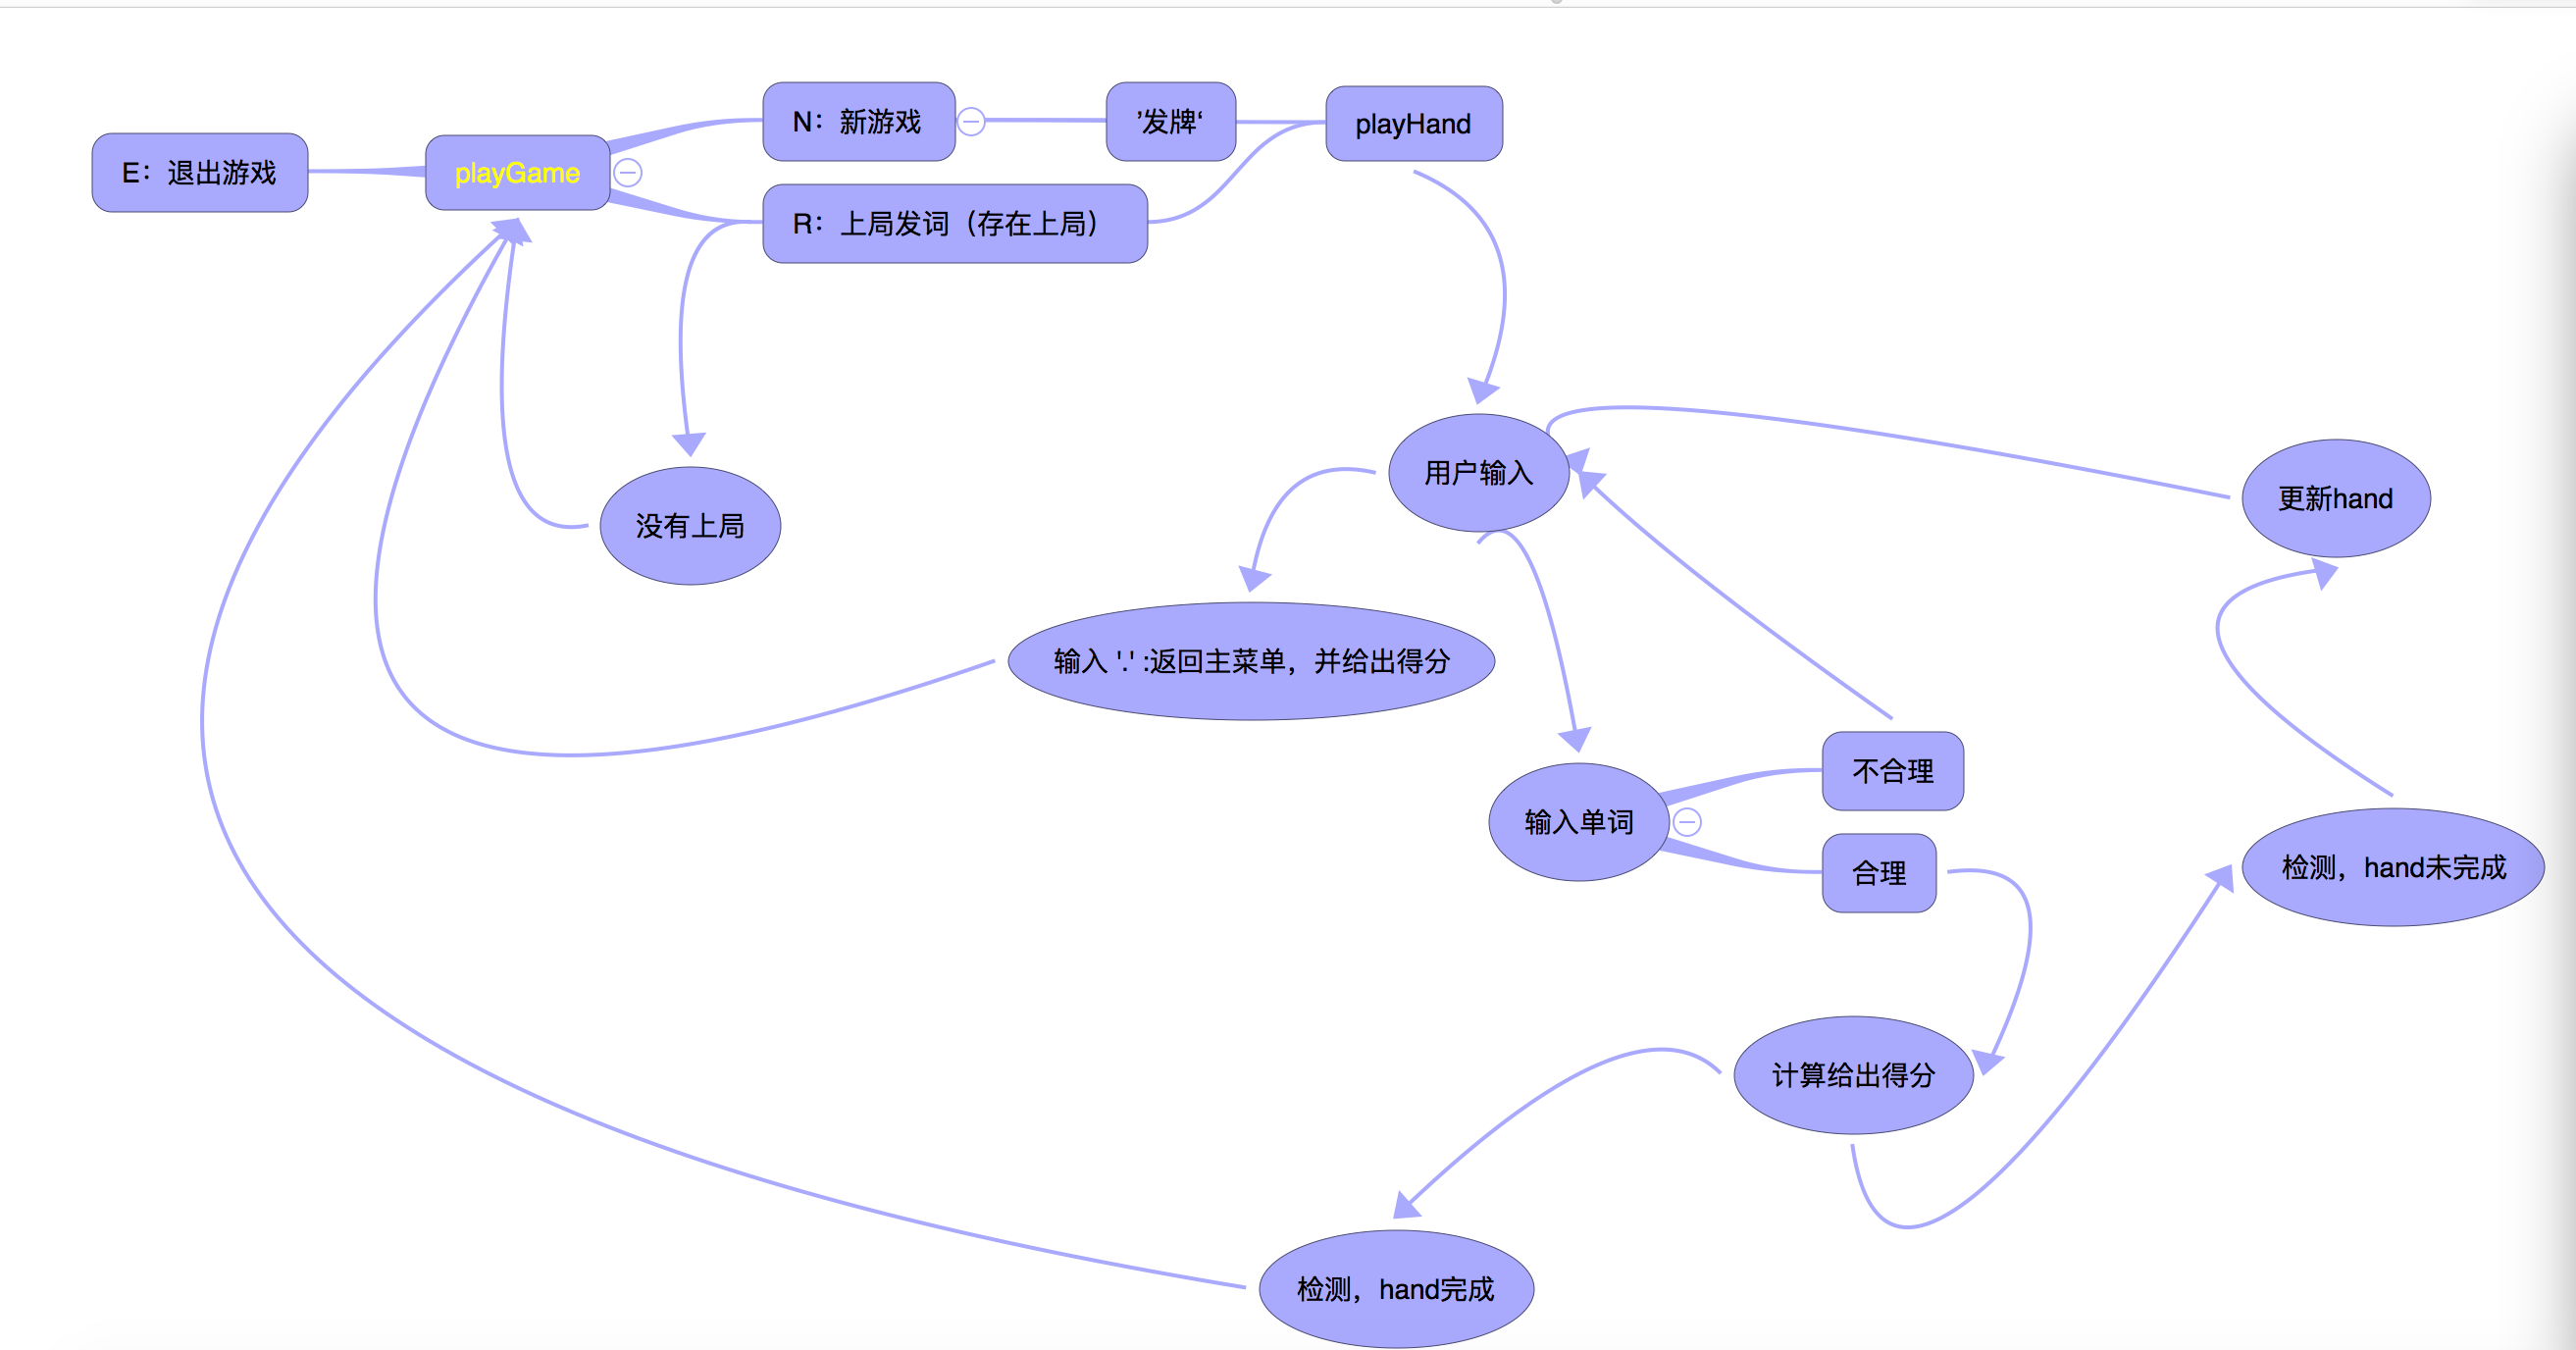 N：新游戏
’发牌‘
playHand
E：退出游戏
playGame
R：上局发词（存在上局）
用户输入
更新hand
没有上局
输入 '.' :返回主菜单，并给出得分
不合理
输入单词
合理
检测，hand未完成
计算给出得分
检测，hand完成